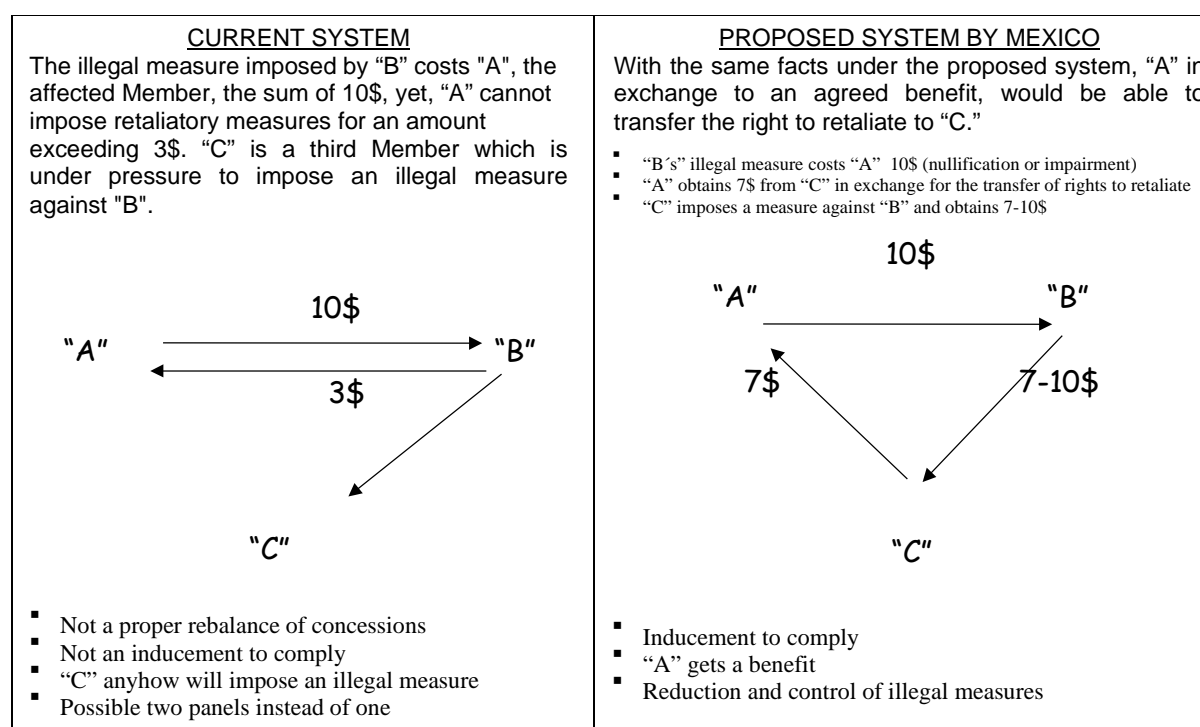 CURRENT SYSTEM
The illegal measure imposed by “B” costs "A", the
affected Member, the sum of 10$, yet, “A” cannot
impose retaliatory measures for an amount
exceeding 3$. “C” is a third Member which is
under pressure to impose an illegal measure
against "B".
10$
“A” “B”
3$
“C”
▪ Not a proper rebalance of concessions
▪ Not an inducement to comply
▪ “C” anyhow will impose an illegal measure
▪ Possible two panels instead of one
PROPOSED SYSTEM BY MEXICO
With the same facts under the proposed system, “A” in
exchange to an agreed benefit, would be able to
transfer the right to retaliate to “C.”
▪ “B´s” illegal measure costs “A” 10$ (nullification or impairment)
▪ “A” obtains 7$ from “C” in exchange for the transfer of rights to retaliate
▪ “C” imposes a measure against “B” and obtains 7-10$
10$
“A” “B”
7$ 7-10$
“C”
▪ Inducement to comply
▪ “A” gets a benefit
▪ Reduction and control of illegal measures